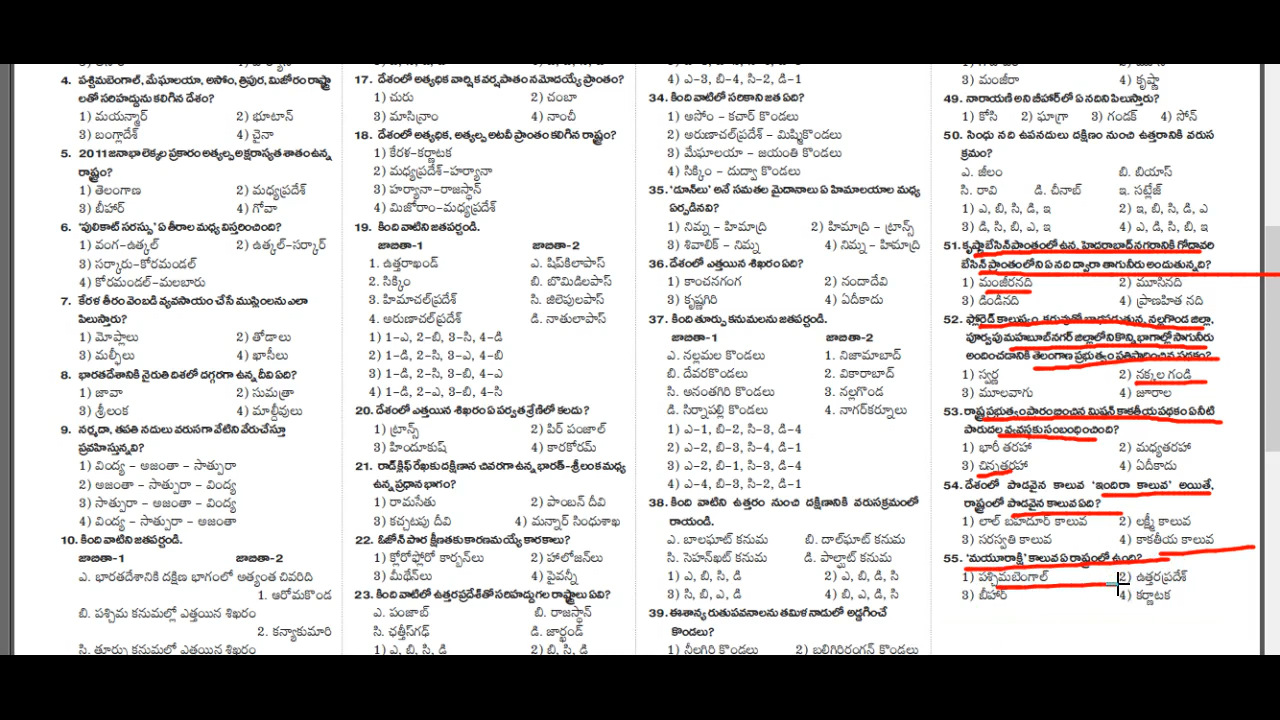 4. పశ్చిమబెంగాల్, మేఘాలయా, అసోం, త్రిపుర, మిజోరం రాష్ట్రా
లతో సరిహద్దును కలిగిన దేశం?
1) మయన్మార్ 2) భూటాన్
3) బంగ్లాదేశ్ 4) చైనా
5. 2011జనాభా లెక్కల ప్రకారం అత్యల్ప అక్షరాస్యత శాతం ఉన్న
రాష్ట్రం?
1) తెలంగాణ 2) మధ్యప్రదేశ్
3) బీహార్ 4) గోవా
6. 'పులికాట్ సరస్సు' ఏ తీరాల మధ్య విస్తరించింది?
1) వంగ-ఉత్కల్ 2) ఉత్కల్-సర్కార్
3) సర్కారు-కోరమండల్
4) కోరమండల్-మలబారు
7. కేరళ తీరం వెంబడి వ్యవసాయం చేసే ముస్లింలను ఎలా
పిలుస్తారు?
1) మోప్లాలు 2) తోడాలు
3) మల్ఫీలు 4) ఖాసీలు
8. భారతదేశానికి నైరుతి దిశలో దగ్గరగా ఉన్న దీవి ఏది?
1) జావా 2) సుమత్రా
3) శ్రీలంక 4) మాల్దీవులు
9. నర్మదా, తపతి నదులు వరుసగా వేటిని వేరుచేస్తూ
ప్రవహిస్తున్నవి?
1) వింధ్య - అజంతా - సాత్పురా
2) అజంతా - సాత్పురా - వింధ్య
3) సాత్పురా - అజంతా - వింధ్య
4) వింధ్య - సాత్పురా - అజంతా
10. కింది వాటిని జతపర్చండి.
జాబితా-1 జాబితా-2
ఎ. భారతదేశానికి దక్షిణ భాగంలో అత్యంత చివరిది
1. ఆరోమకొండ
బి. పశ్చిమ కనుమల్లో ఎత్తయిన శిఖరం
2. కన్యాకుమారి
సి. తూర్పు కనుమలో ఎత్తయిన శిఖరం
17. దేశంలో అత్యధిక వార్షిక వర్షపాతం నమోదయ్యే ప్రాంతం?
1) చురు 2) చంబా
3) మాసిన్రాం 4) నాంచీ
18. దేశంలో అత్యధిక, అత్యల్ప అటవీ ప్రాంతం కలిగిన రాష్ట్రం?
1) కేరళ-కర్ణాటక
2) మధ్యప్రదేశ్-హర్యానా
3) హర్యానా-రాజస్థాన్
4) మిజోరాం-మధ్యప్రదేశ్
19. కింది వాటిని జతపర్చండి.
జాబితా-1 జాబితా-2
1. ఉత్తరాఖండ్ ఎ. షిప్‌కిలాపాస్
2. సిక్కిం బి. బొమిడిలపాస్
3. హిమాచల్‌ప్రదేశ్ సి. జిలెపులపాస్
4. అరుణాచల్‌ప్రదేశ్ డి. నాతులాపాస్
1) 1-ఎ, 2-బి, 3-సి, 4-డి
2) 1-డి, 2-సి, 3-ఎ, 4-బి
3) 1-డి, 2-సి, 3-బి, 4-ఎ
4) 1-డి, 2-ఎ, 3-బి, 4-సి
20. దేశంలో ఎత్తయిన శిఖరం ఏ పర్వత శ్రేణిలో కలదు?
1) ట్రాన్స్ 2) పిర్ పంజాల్
3) హిందూకుష్ 4) కారకోరమ్
21. రాడ్‌క్లిఫ్ రేఖకు దక్షిణాన చివరగా ఉన్న భారత్-శ్రీలంక మధ్య
ఉన్న ప్రధాన భాగం?
1) రామసేతు 2) పాంబన్ దీవి
3) కచ్చటపు దీవి 4) మన్నార్ సింధుశాఖ
22. ఓజోన్ పొర క్షీణతకు కారణమయ్యే కారకాలు?
1) క్లోరోఫ్లోరో కార్బన్‌లు 2) హాలోజన్‌లు
3) మీథేన్‌లు 4) పైవన్నీ
23. కింది వాటిలో ఉత్తరప్రదేశ్‌తో సరిహద్దుగల రాష్ట్రాలు ఏవి?
ఎ. పంజాబ్ బి. రాజస్థాన్
సి. ఛత్తీస్‌గఢ్ డి. జార్ఖండ్
1) ఎ, బి, సి, డి 2) బి, సి, డి
4) ఎ-3, బి-4, సి-2, డి-1
34. కింది వాటిలో సరికాని జత ఏది?
1) అసోం - కచార్ కొండలు
2) అరుణాచల్‌ప్రదేశ్ - మిష్మి కొండలు
3) మేఘాలయా - జయంతి కొండలు
4) సిక్కిం - దుద్వా కొండలు
35. 'డూన్‌లు' అనే సమతల మైదానాలు ఏ హిమాలయాల మధ్య
ఏర్పడినవి?
1) నిమ్న - హిమాద్రి 2) హిమాద్రి - ట్రాన్స్
3) శివాలిక్ - నిమ్న 4) నిమ్న - హిమాద్రి
36. దేశంలో ఎత్తయిన శిఖరం ఏది?
1) కాంచనగంగ 2) నందాదేవి
3) కృష్ణగిరి 4) ఏదీకాదు
37. కింది తూర్పు కనుమలను జతపర్చండి.
జాబితా-1 జాబితా-2
ఎ. నల్లమల కొండలు 1. నిజామాబాద్
బి. దేవరకొండలు 2. వికారాబాద్
సి. అనంతగిరి కొండలు 3. నల్లగొండ
డి. సిర్నాపల్లి కొండలు 4. నాగర్‌కర్నూలు
1) ఎ-1, బి-2, సి-3, డి-4
2) ఎ-2, బి-3, సి-4, డి-1
3) ఎ-2, బి-1, సి-3, డి-4
4) ఎ-4, బి-3, సి-2, డి-1
38. కింది వాటిని ఉత్తరం నుంచి దక్షిణానికి వరుసక్రమంలో
రాయండి.
ఎ. బాలఘాట్ కనుమ బి. దాల్‌ఘాట్ కనుమ
సి. సెహన్‌ఖట్ కనుమ డి. పాల్ఘాట్ కనుమ
1) ఎ, బి, సి, డి 2) ఎ, బి, డి, సి
3) సి, బి, ఎ, డి 4) బి, ఎ, సి, డి
39. ఈశాన్య రుతుపవనాలను తమిళ నాడులో అడ్డగించే
కొండలు?
1) నీలగిరి కొండలు 2) బలిగిరిరంగన్ కొండలు
3) మంజీరా 4) కృష్ణా
49. నారాయణి అని బీహార్‌లో ఏ నదిని పిలుస్తారు?
1) కోసి 2) ఘాగ్రా 3) గండక్ 4) సోన్
50. సింధు నది ఉపనదులు దక్షిణం నుంచి ఉత్తరానికి వరుస
క్రమం?
ఎ. జీలం బి. బియాస్
సి. రావి డి. చీనాబ్ ఇ. సట్లేజ్
1) ఎ, బి, సి, డి, ఇ 2) ఇ, బి, సి, డి, ఎ
3) డి, సి, బి, ఎ, ఇ 4) ఎ, డి, సి, బి, ఇ
51. కృష్ణాబేసిన్ ప్రాంతంలో ఉన్న, హైదరాబాద్ నగరానికి గోదావరి
బేసిన్ ప్రాంతంలోని ఏ నది ద్వారా తాగునీరు అందుతున్నది?
1) మంజీరనది 2) మూసినది
3) డిండినది 4) ప్రాణహిత నది
52. ఫ్లోరైడ్ కాలుష్యం, కరువుతో బాధపడుతున్న, నల్లగొండ జిల్లా,
పూర్వపు మహబూబ్‌నగర్ జిల్లాలోని కొన్ని భాగాల్లో సాగునీరు
అందించడానికి తెలంగాణ ప్రభుత్వం ప్రతిపాదించిన పథకం?
1) స్వర్ణ 2) నక్కల గండి
3) మూలవాగు 4) జూరాల
53. రాష్ట్ర ప్రభుత్వం ప్రారంభించిన మిషన్ కాకతీయ పథకం ఏ నీటి
పారుదల వ్యవస్థకు సంబంధించింది?
1) భారీ తరహా 2) మధ్యతరహా
3) చిన్నతరహా 4) ఏదీకాదు
54. దేశంలో పొడవైన కాలువ 'ఇందిరా కాలువ' అయితే,
రాష్ట్రంలో పొడవైన కాలువ ఏది?
1) లాల్ బహదూర్ కాలువ 2) లక్ష్మీ కాలువ
3) సరస్వతి కాలువ 4) కాకతీయ కాలువ
55. 'మయూరాక్షి' కాలువ ఏ రాష్ట్రంలో ఉంది?
1) పశ్చిమబెంగాల్ 2) ఉత్తరప్రదేశ్
3) బీహార్ 4) కర్ణాటక